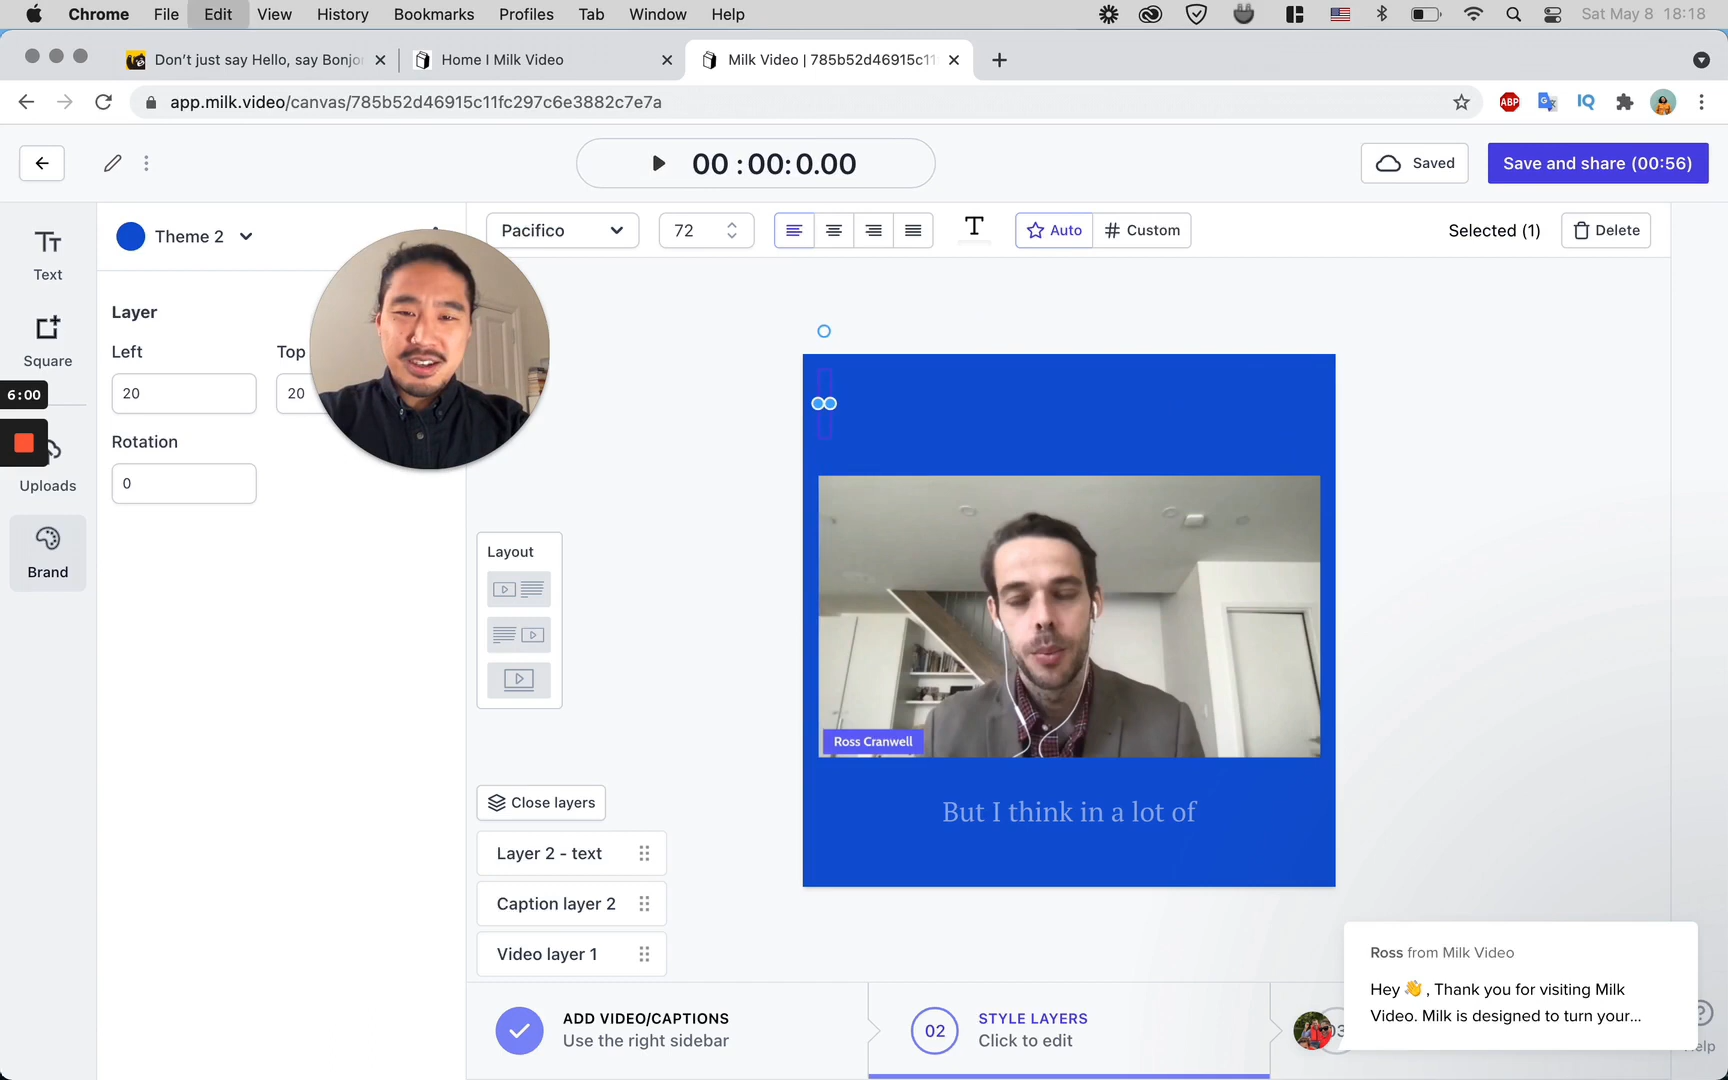 Chrome File Edit View History Bookmarks Profiles Tab Window Help Sat May 8 18:18
Don't just say Hello, say Bonjo
Home I Milk Video
Milk Video | 785b52d46915c11
app.milk.video/canvas/785b52d46915c11fc297c6e3882c7e7a
ABP
IQ
00 :00:0.00
Saved
Save and share (00:56)
Text
Square
6:00
Uploads
Brand
Theme 2
Layer
Left
Top
20
20
Rotation
0
Pacifico
72
T
Auto
# Custom
Selected (1)
Delete
Layout
Ross Cranwell
But I think in a lot of
Close layers
Layer 2 - text
Caption layer 2
Video layer 1
ADD VIDEO/CAPTIONS
Use the right sidebar
02
STYLE LAYERS
Click to edit
Ross from Milk Video
Hey 👋 , Thank you for visiting Milk
Video. Milk is designed to turn your...